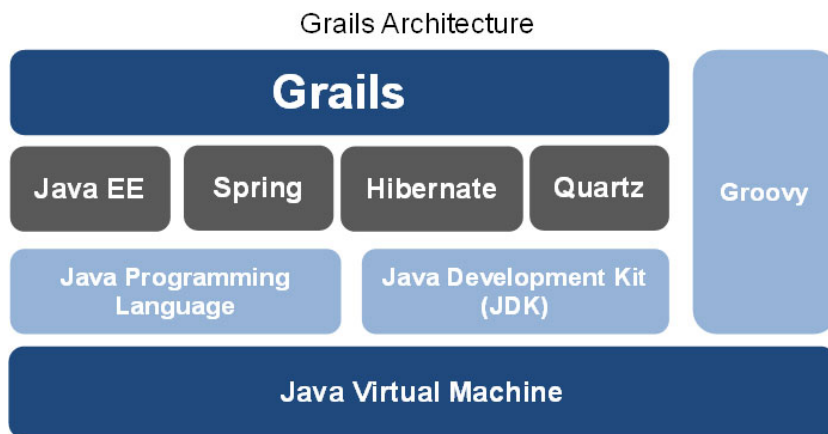 Grails Architecture
Grails
Java EE
Spring
Hibernate
Quartz
Groovy
Java Programming
Language
Java Development Kit
(JDK)
Java Virtual Machine